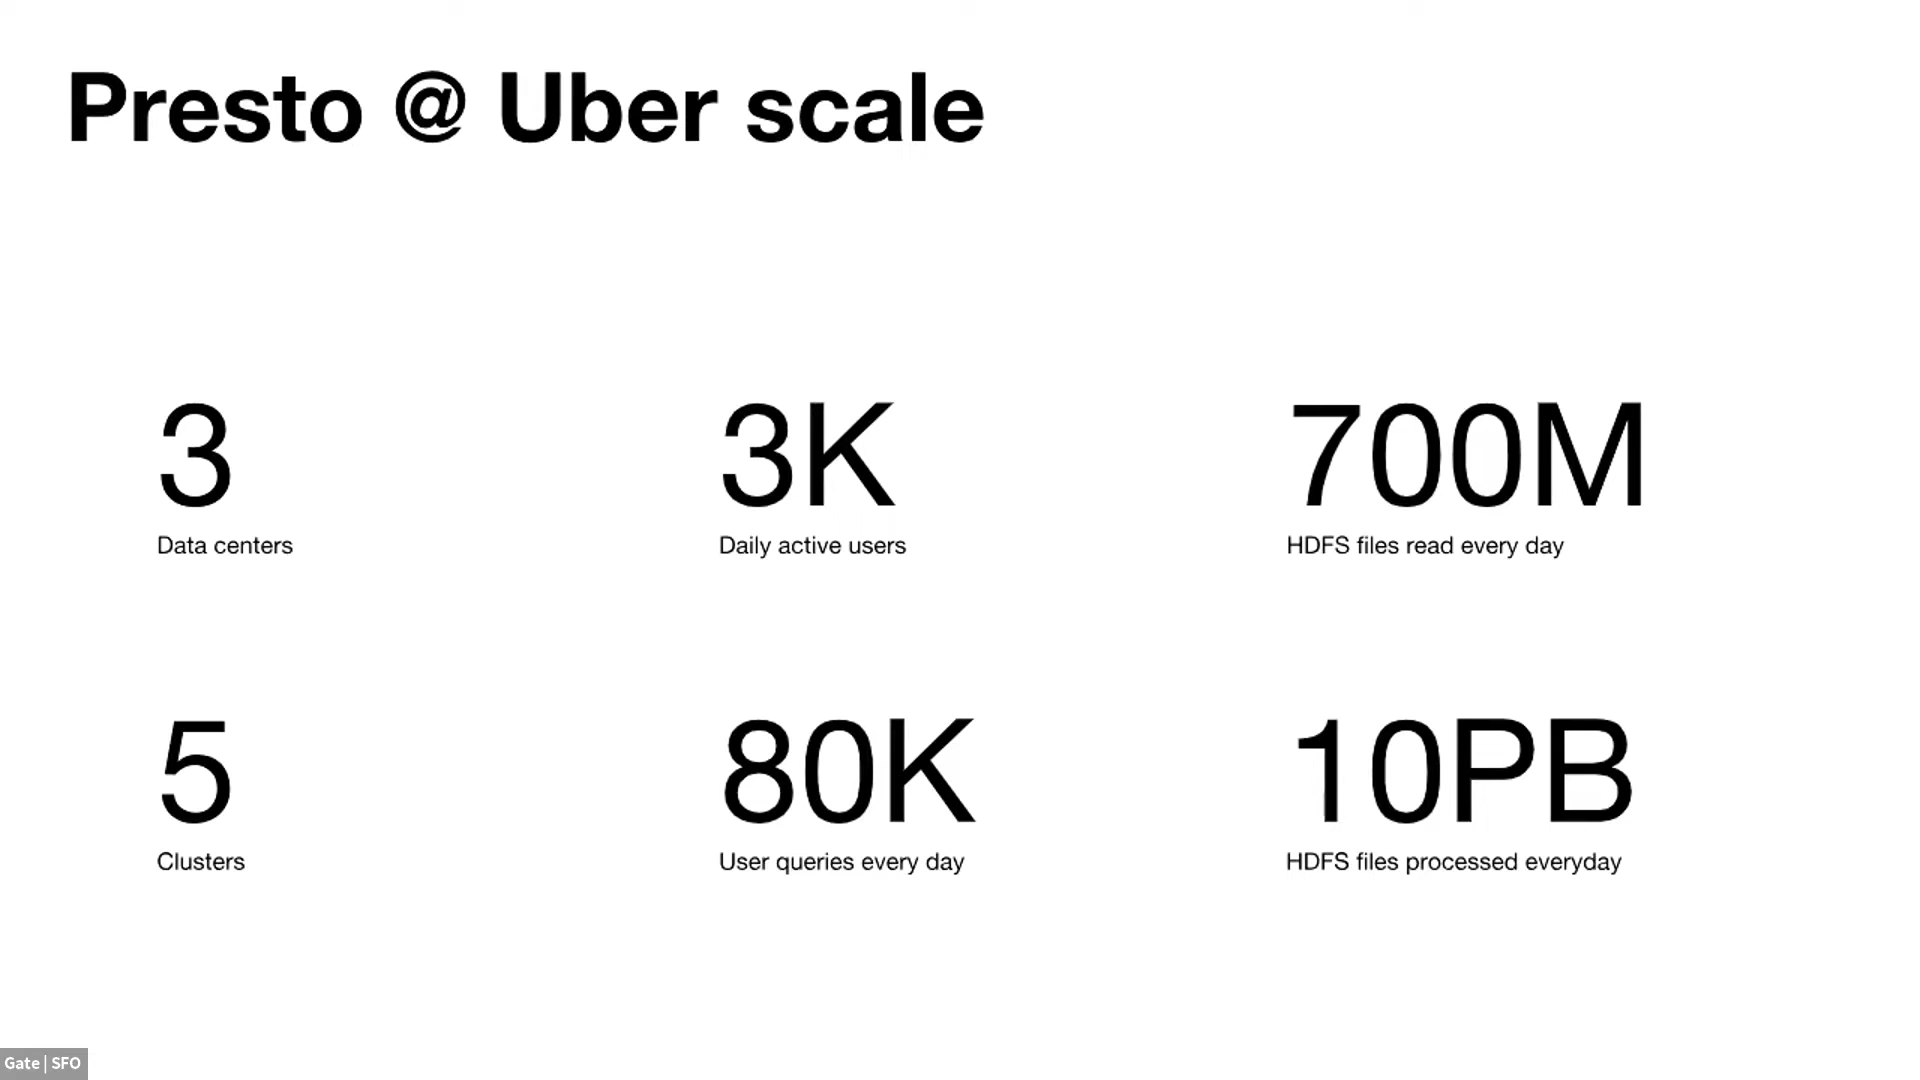 Presto @ Uber scale
3
Data centers
3K
Daily active users
700M
HDFS files read every day
5
Clusters
80K
User queries every day
10PB
HDFS files processed everyday
Gate | SFO